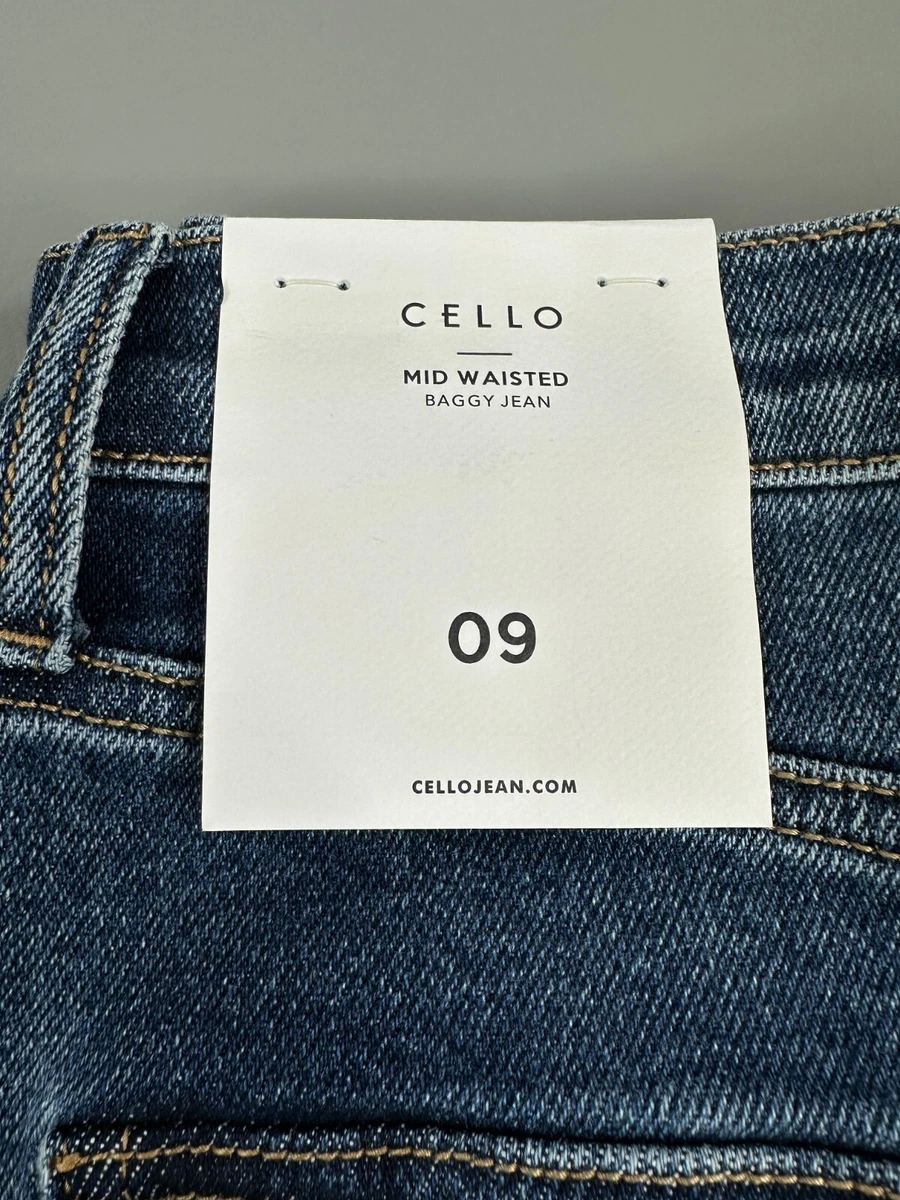 CELLO
MID WAISTED
BAGGY JEAN
09
CELLOJEAN.COM